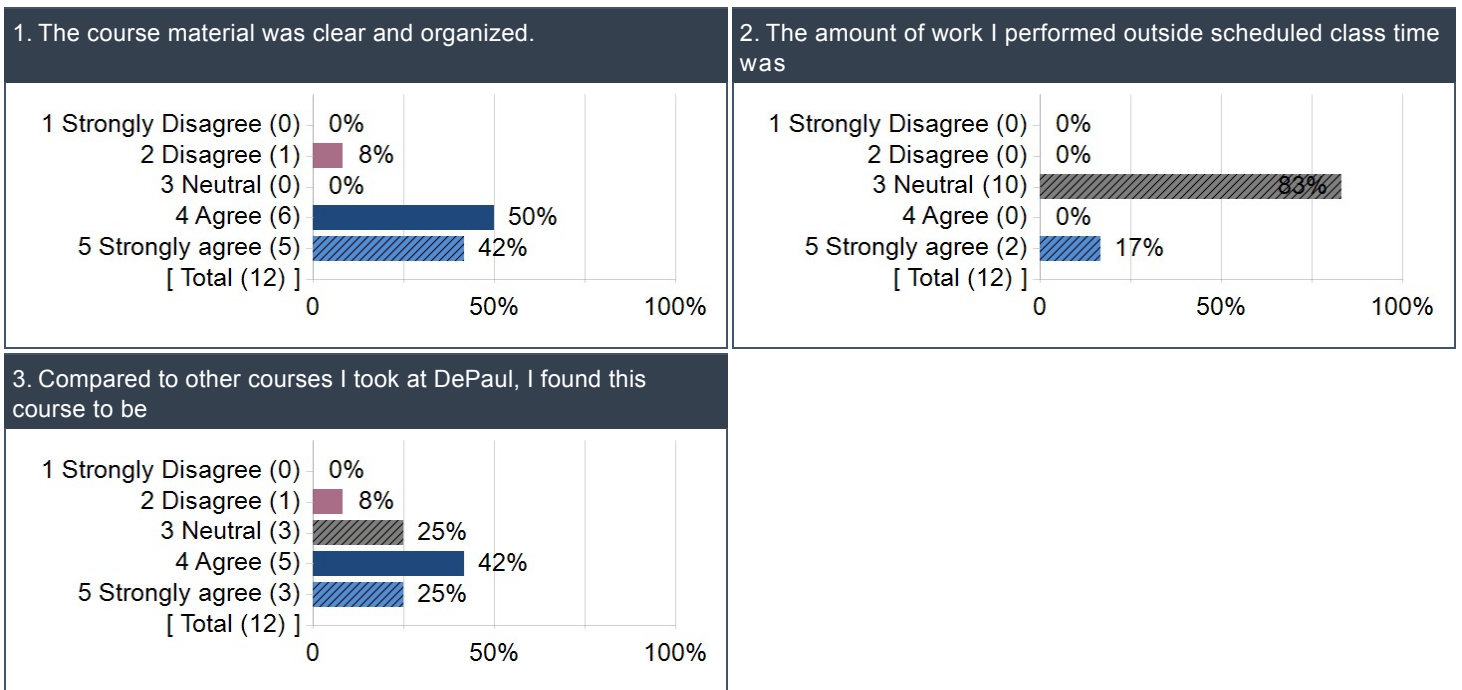 1. The course material was clear and organized.
1 Strongly Disagree (0) 0%
2 Disagree (1) 8%
3 Neutral (0) 0%
4 Agree (6) 50%
5 Strongly agree (5) 42%
[ Total (12) ]
0 50% 100%
2. The amount of work I performed outside scheduled class time
was
1 Strongly Disagree (0) 0%
2 Disagree (0) 0%
3 Neutral (10) 83%
4 Agree (0) 0%
5 Strongly agree (2) 17%
[ Total (12) ]
0 50% 100%
3. Compared to other courses I took at DePaul, I found this
course to be
1 Strongly Disagree (0) 0%
2 Disagree (1) 8%
3 Neutral (3) 25%
4 Agree (5) 42%
5 Strongly agree (3) 25%
[ Total (12) ]
0 50% 100%